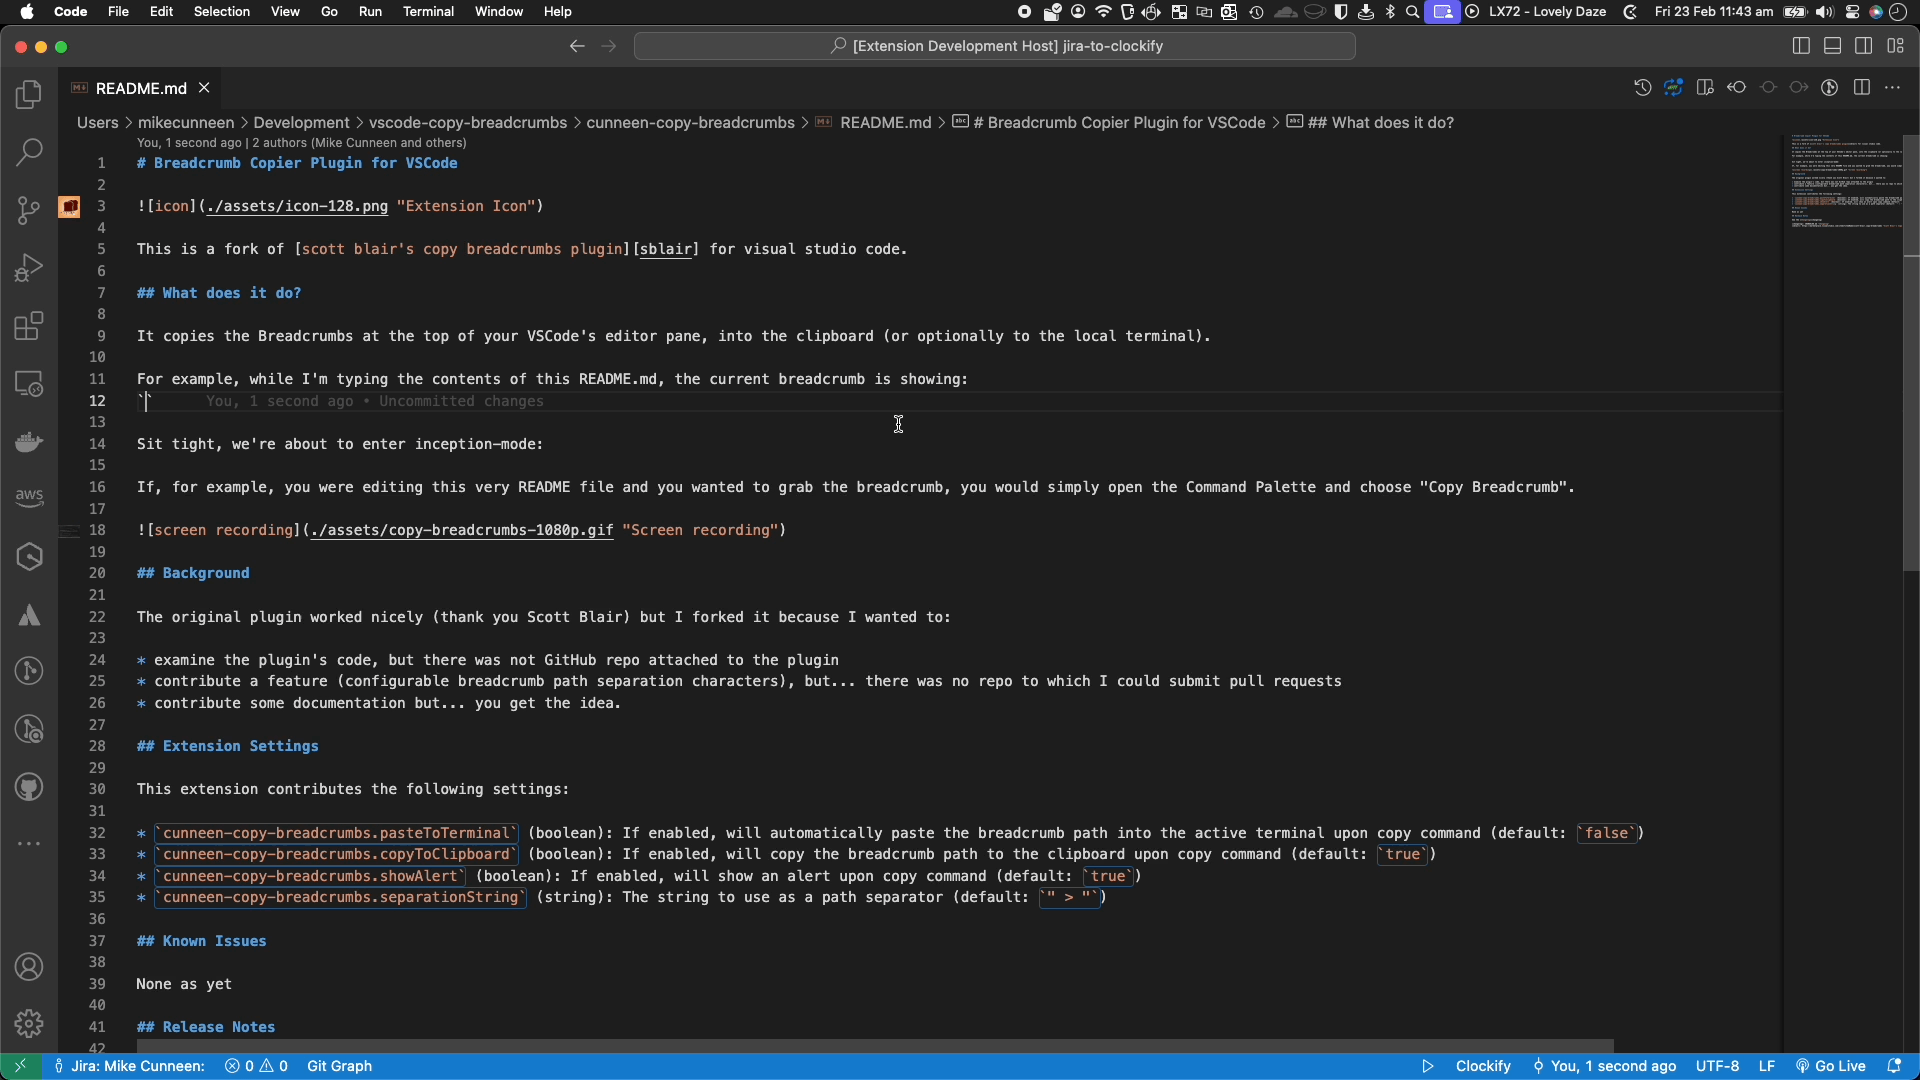 Code File Edit Selection View Go Run Terminal Window Help LX72 - Lovely Daze Fri 23 Feb 11:43 am
[Extension Development Host] jira-to-clockify
README.md
Users > mikecunneen > Development > vscode-copy-breadcrumbs > cunneen-copy-breadcrumbs > README.md > # Breadcrumb Copier Plugin for VSCode > ## What does it do?
You, 1 second ago | 2 authors (Mike Cunneen and others)
1 # Breadcrumb Copier Plugin for VSCode
2
3 ![icon](./assets/icon-128.png "Extension Icon")
4
5 This is a fork of [scott blair's copy breadcrumbs plugin][sblair] for visual studio code.
6
7 ## What does it do?
8
9 It copies the Breadcrumbs at the top of your VSCode's editor pane, into the clipboard (or optionally to the local terminal).
10
11 For example, while I'm typing the contents of this README.md, the current breadcrumb is showing:
12 `` You, 1 second ago • Uncommitted changes
13
14 Sit tight, we're about to enter inception-mode:
15
16 If, for example, you were editing this very README file and you wanted to grab the breadcrumb, you would simply open the Command Palette and choose "Copy Breadcrumb".
17
18 ![screen recording](./assets/copy-breadcrumbs-1080p.gif "Screen recording")
19
20 ## Background
21
22 The original plugin worked nicely (thank you Scott Blair) but I forked it because I wanted to:
23
24 * examine the plugin's code, but there was not GitHub repo attached to the plugin
25 * contribute a feature (configurable breadcrumb path separation characters), but... there was no repo to which I could submit pull requests
26 * contribute some documentation but... you get the idea.
27
28 ## Extension Settings
29
30 This extension contributes the following settings:
31
32 * `cunneen-copy-breadcrumbs.pasteToTerminal` (boolean): If enabled, will automatically paste the breadcrumb path into the active terminal upon copy command (default: `false`)
33 * `cunneen-copy-breadcrumbs.copyToClipboard` (boolean): If enabled, will copy the breadcrumb path to the clipboard upon copy command (default: `true`)
34 * `cunneen-copy-breadcrumbs.showAlert` (boolean): If enabled, will show an alert upon copy command (default: `true`)
35 * `cunneen-copy-breadcrumbs.separationString` (string): The string to use as a path separator (default: `" > "`)
36
37 ## Known Issues
38
39 None as yet
40
41 ## Release Notes
42
aws
Jira: Mike Cunneen: 0 0 Git Graph Clockify You, 1 second ago UTF-8 LF Go Live